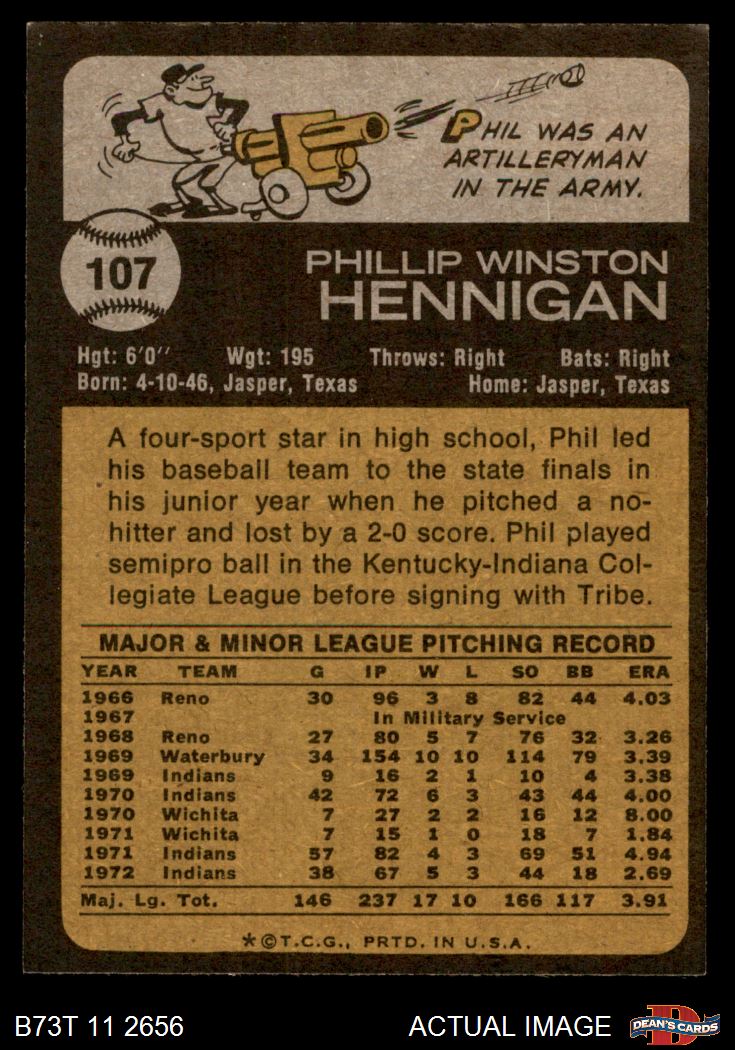 PHIL WAS AN
ARTILLERYMAN
IN THE ARMY.
107
PHILLIP WINSTON
HENNIGAN
Hgt: 6'0" Wgt: 195 Throws: Right Bats: Right
Born: 4-10-46, Jasper, Texas Home: Jasper, Texas
A four-sport star in high school, Phil led
his baseball team to the state finals in
his junior year when he pitched a no-
hitter and lost by a 2-0 score. Phil played
semipro ball in the Kentucky-Indiana Col-
legiate League before signing with Tribe.
MAJOR & MINOR LEAGUE PITCHING RECORD
YEAR TEAM G IP W L SO BB ERA
1966 Reno 30 96 3 8 82 44 4.03
1967 In Military Service
1968 Reno 27 80 5 7 76 32 3.26
1969 Waterbury 34 154 10 10 114 79 3.39
1969 Indians 9 16 2 1 10 4 3.38
1970 Indians 42 72 6 3 43 44 4.00
1970 Wichita 7 27 2 2 16 12 8.00
1971 Wichita 7 15 1 0 18 7 1.84
1971 Indians 57 82 4 3 69 51 4.94
1972 Indians 38 67 5 3 44 18 2.69
Maj. Lg. Tot. 146 237 17 10 166 117 3.91
*©T.C.G., PRTD. IN U.S.A.
B73T 11 2656 ACTUAL IMAGE D DEAN'S CARDS